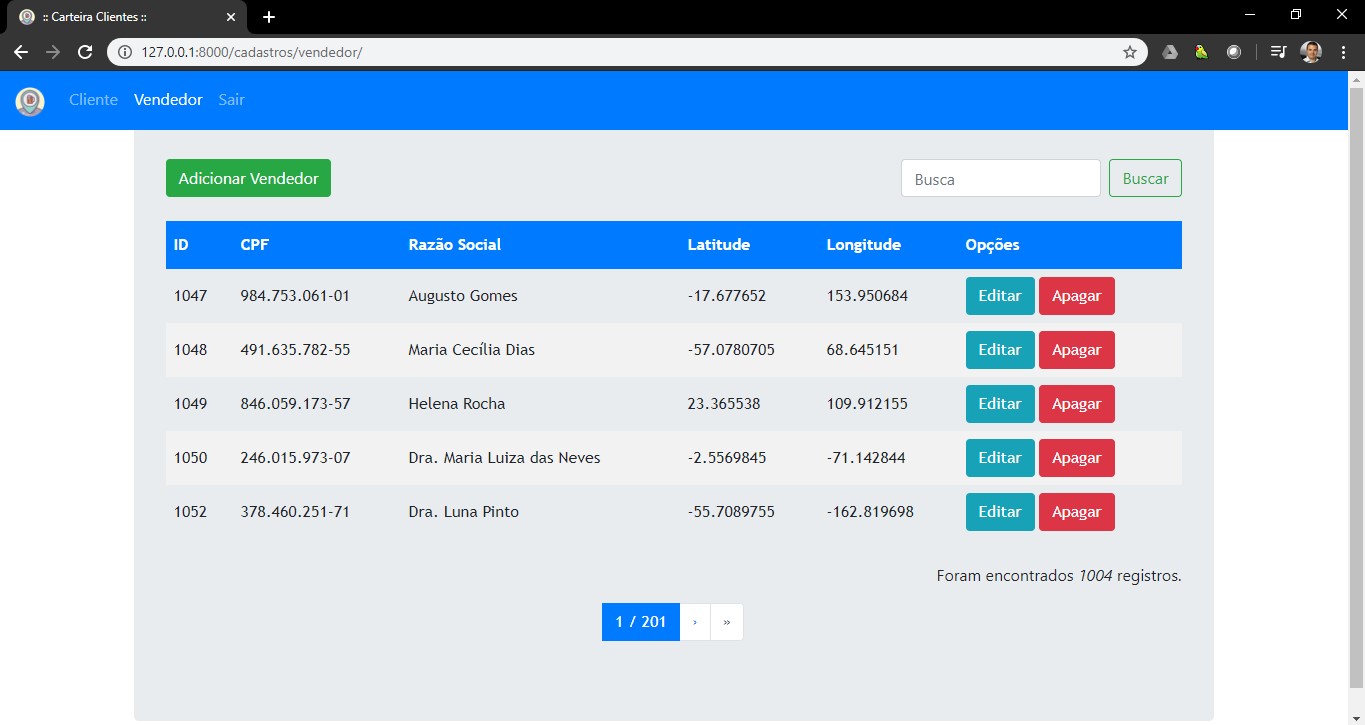 :: Carteira Clientes ::
127.0.0.1:8000/cadastros/vendedor/
Cliente Vendedor Sair
Adicionar Vendedor Busca Buscar
ID CPF Razão Social Latitude Longitude Opções
1047 984.753.061-01 Augusto Gomes -17.677652 153.950684 Editar Apagar
1048 491.635.782-55 Maria Cecília Dias -57.0780705 68.645151 Editar Apagar
1049 846.059.173-57 Helena Rocha 23.365538 109.912155 Editar Apagar
1050 246.015.973-07 Dra. Maria Luiza das Neves -2.5569845 -71.142844 Editar Apagar
1052 378.460.251-71 Dra. Luna Pinto -55.7089755 -162.819698 Editar Apagar
Foram encontrados 1004 registros.
1 / 201 › »